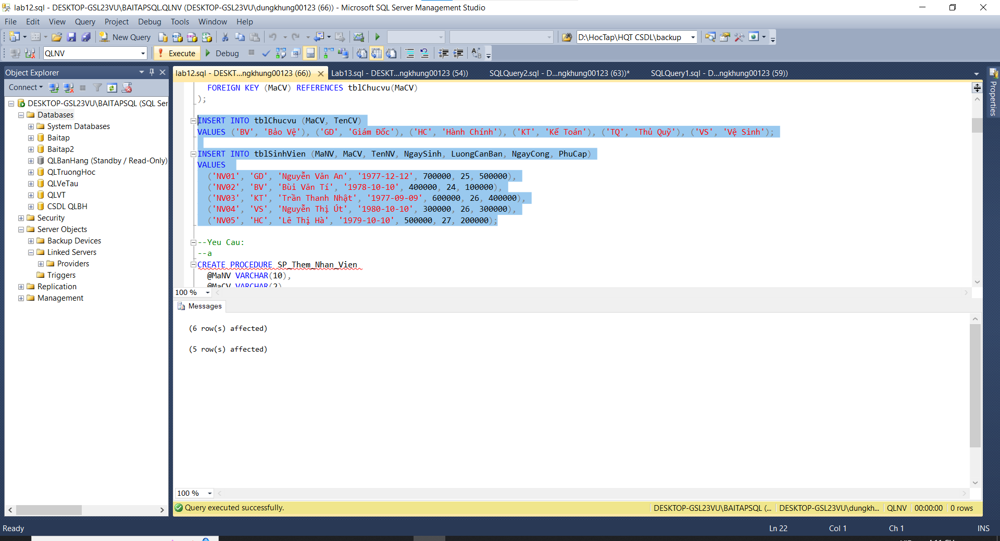 lab12.sql - DESKTOP-GSL23VU\BAITAPSQL.QLNV (DESKTOP-GSL23VU\dungkhung00123 (66)) - Microsoft SQL Server Management Studio
File Edit View Query Project Debug Tools Window Help
New Query D:\HocTap\HQT CSDL\backup
QLNV Execute Debug
Object Explorer
Connect
DESKTOP-GSL23VU\BAITAPSQL (SQL Ser
Databases
System Databases
Baitap
Baitap2
QLBanHang (Standby / Read-Only)
QLTruongHoc
QLVeTau
QLVT
CSDL QLBH
Security
Server Objects
Backup Devices
Linked Servers
Providers
Triggers
Replication
Management
lab12.sql - DESKT...ngkhung00123 (66)) Lab13.sql - DESKT...ngkhung00123 (54)) SQLQuery2.sql - D...ngkhung00123 (63))* SQLQuery1.sql - D...ngkhung00123 (59))
FOREIGN KEY (MaCV) REFERENCES tblChucvu(MaCV)
);
INSERT INTO tblChucvu (MaCV, TenCV)
VALUES ('BV', 'Bảo Vệ'), ('GD', 'Giám Đốc'), ('HC', 'Hành Chính'), ('KT', 'Kế Toán'), ('TQ', 'Thủ Quỹ'), ('VS', 'Vệ Sinh');
INSERT INTO tblSinhVien (MaNV, MaCV, TenNV, NgaySinh, LuongCanBan, NgayCong, PhuCap)
VALUES
('NV01', 'GD', 'Nguyễn Văn An', '1977-12-12', 700000, 25, 500000),
('NV02', 'BV', 'Bùi Văn Tí', '1978-10-10', 400000, 24, 100000),
('NV03', 'KT', 'Trần Thanh Nhật', '1977-09-09', 600000, 26, 400000),
('NV04', 'VS', 'Nguyễn Thị Út', '1980-10-10', 300000, 26, 300000),
('NV05', 'HC', 'Lê Thị Hà', '1979-10-10', 500000, 27, 200000);
--Yeu Cau:
--a
CREATE PROCEDURE SP_Them_Nhan_Vien
@MaNV VARCHAR(10),
@MaCV VARCHAR(2)
100 %
Messages
(6 row(s) affected)
(5 row(s) affected)
100 %
Query executed successfully. DESKTOP-GSL23VU\BAITAPSQL (... DESKTOP-GSL23VU\dungkh... QLNV 00:00:00 0 rows
Properties
Ready Ln 22 Col 1 Ch 1 INS